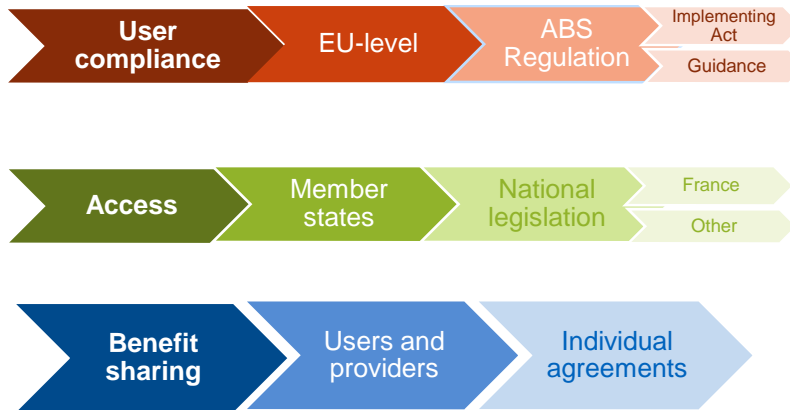 User
compliance
EU-level
ABS
Regulation
Implementing
Act
Guidance
Access
Member
states
National
legislation
France
Other
Benefit
sharing
Users and
providers
Individual
agreements